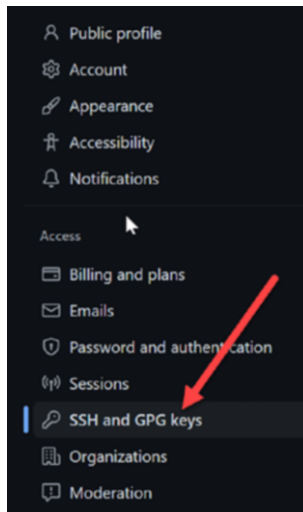 Public profile
Account
Appearance
Accessibility
Notifications
Access
Billing and plans
Emails
Password and authentication
Sessions
SSH and GPG keys
Organizations
Moderation